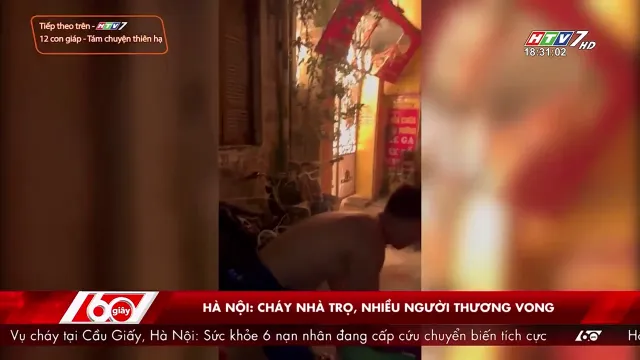 Tiếp theo trên - HTV7
12 con giáp - Tám chuyện thiên hạ
HTV7 HD
18:31:02
60 giây
HÀ NỘI: CHÁY NHÀ TRỌ, NHIỀU NGƯỜI THƯƠNG VONG
Vụ cháy tại Cầu Giấy, Hà Nội: Sức khỏe 6 nạn nhân đang cấp cứu chuyển biến tích cực
60